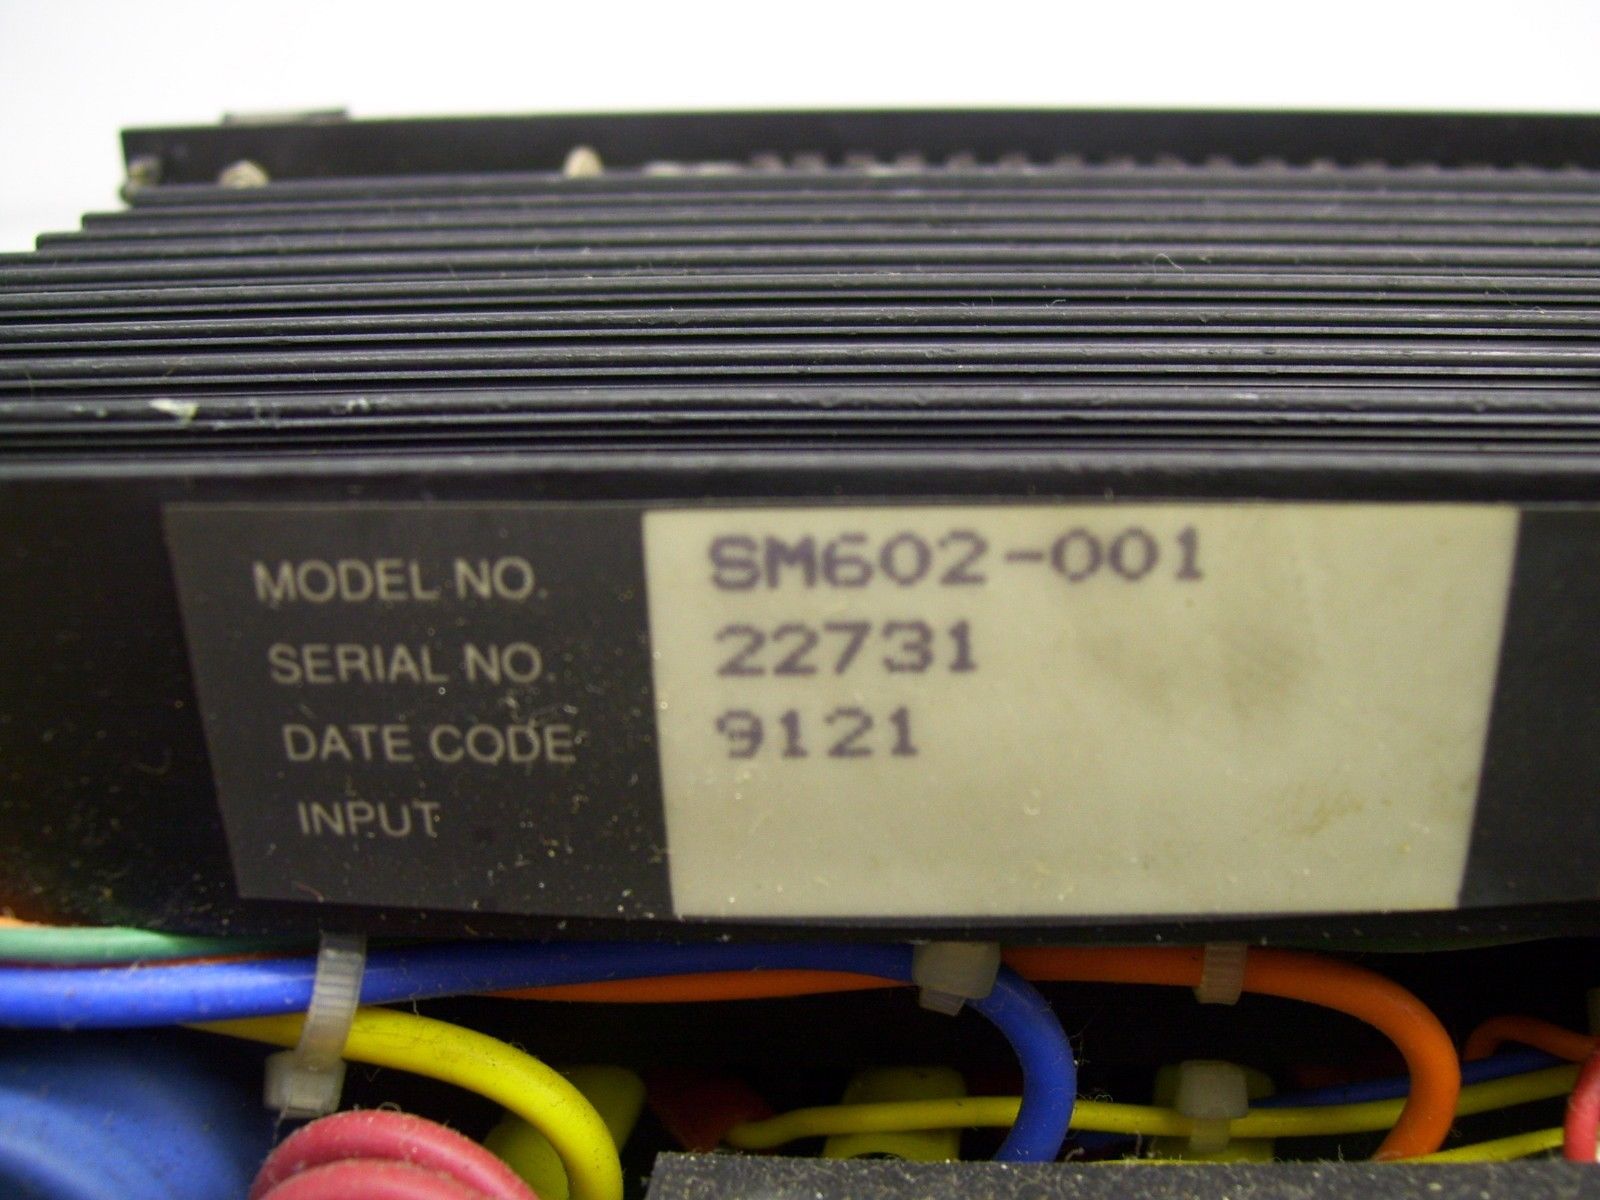 MODEL NO. SM602-001
SERIAL NO. 22731
DATE CODE 9121
INPUT